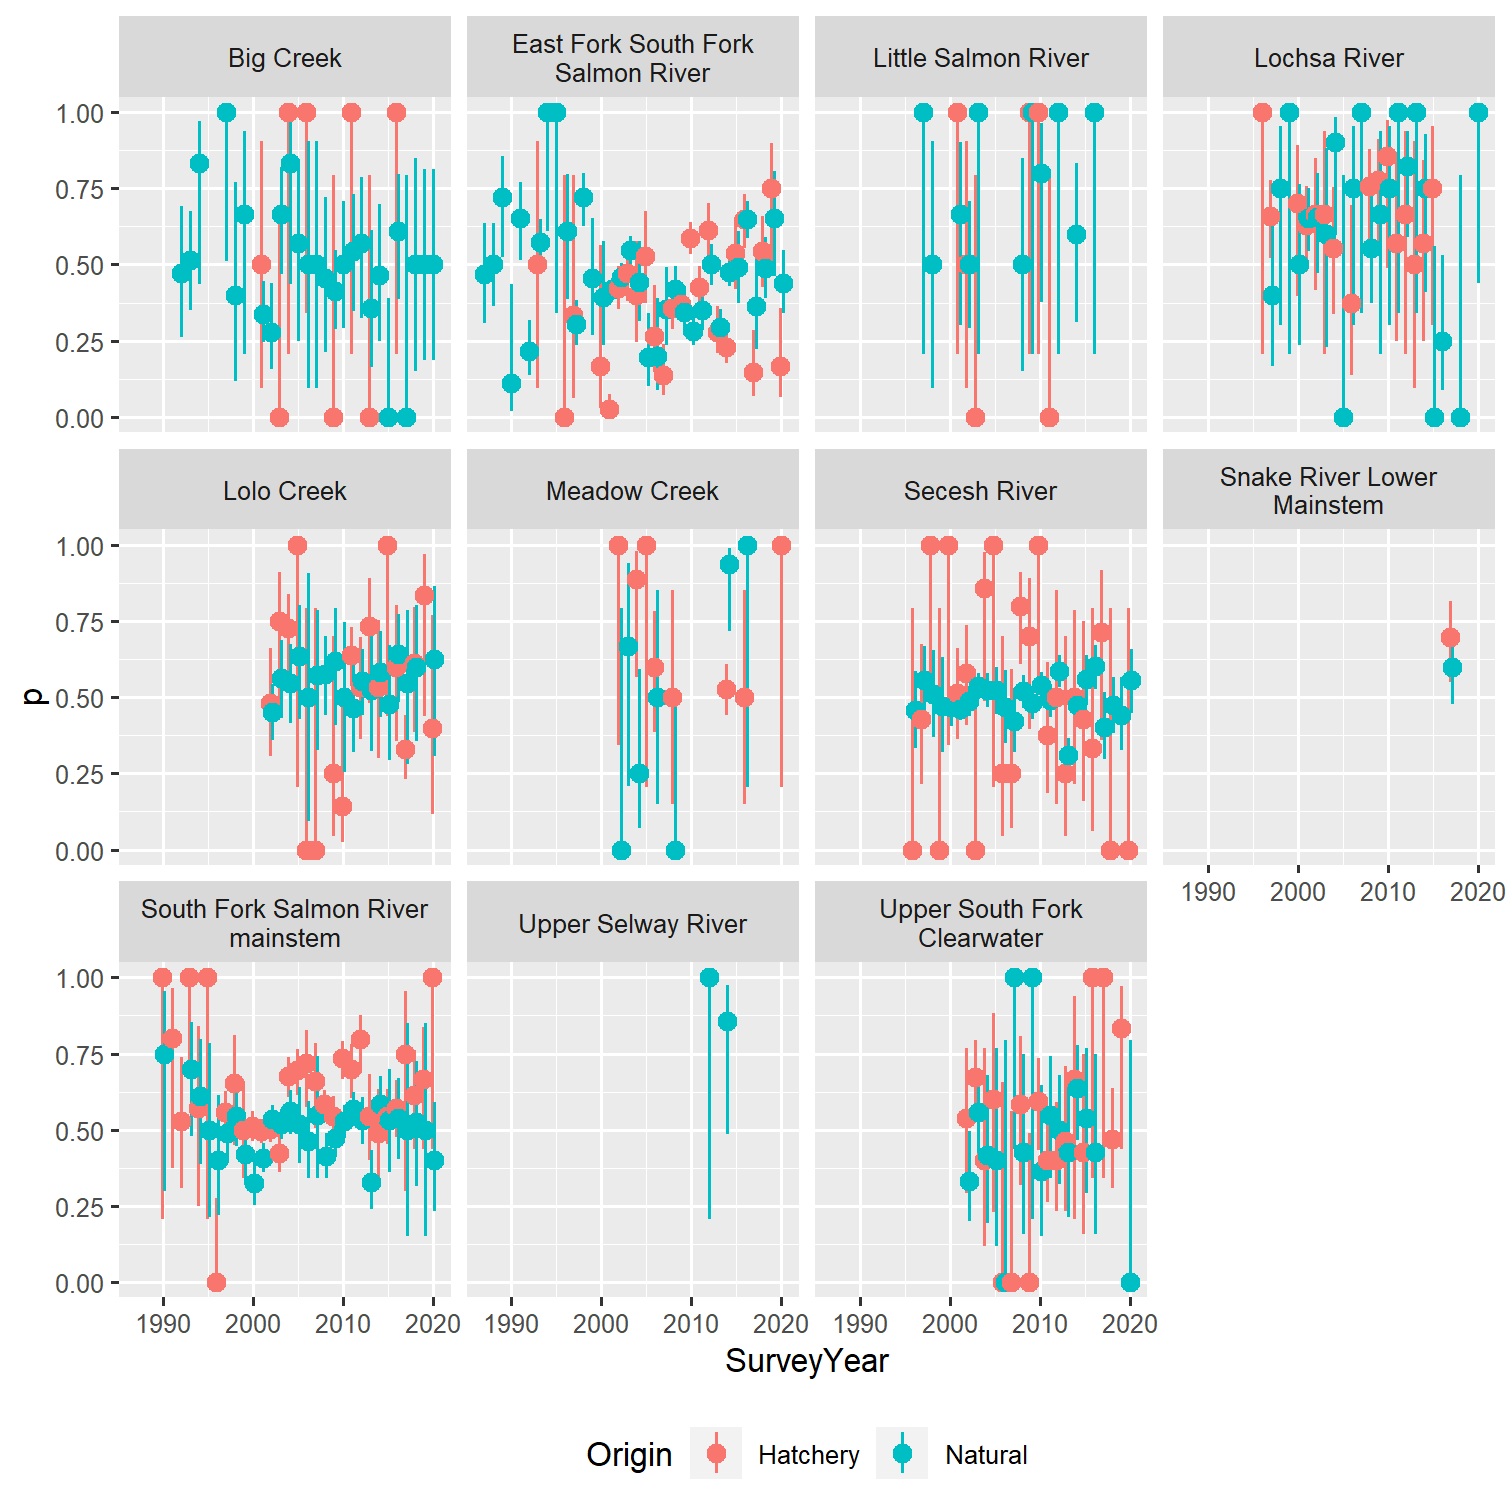 Big Creek
East Fork South Fork
Salmon River
Little Salmon River
Lochsa River
1.00
0.75
0.50
0.25
0.00
Lolo Creek
Meadow Creek
Secesh River
Snake River Lower
Mainstem
1.00
0.75
0.50
0.25
0.00
1990 2000 2010 2020
p
South Fork Salmon River
mainstem
Upper Selway River
Upper South Fork
Clearwater
1.00
0.75
0.50
0.25
0.00
1990 2000 2010 2020
1990 2000 2010 2020
1990 2000 2010 2020
SurveyYear
Origin Hatchery Natural